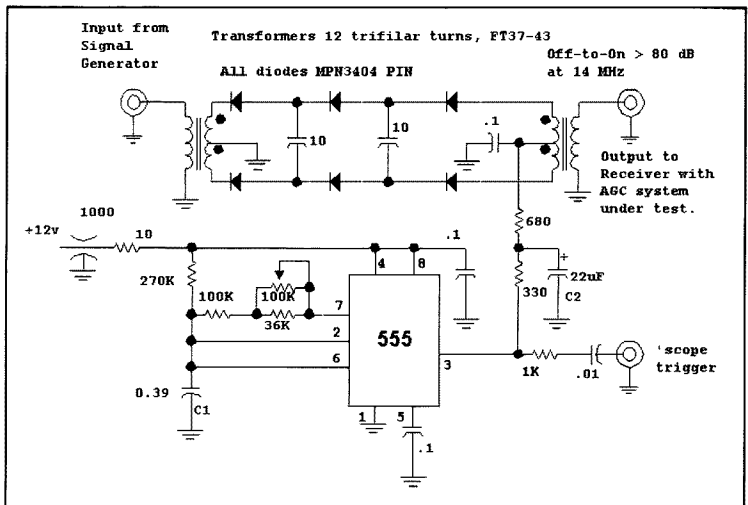 Input from
Signal
Generator
Transformers 12 trifilar turns, FT37-43
All diodes MPN3404 PIN
Off-to-On > 80 dB
at 14 MHz
10
10
.1
Output to
Receiver with
AGC system
under test.
680
+12v
1000
10
.1
+
22uF
C2
270K
4
8
330
100K
100K
36K
7
2
6
555
3
0.39
C1
1K
.01
'scope
trigger
1
5
.1